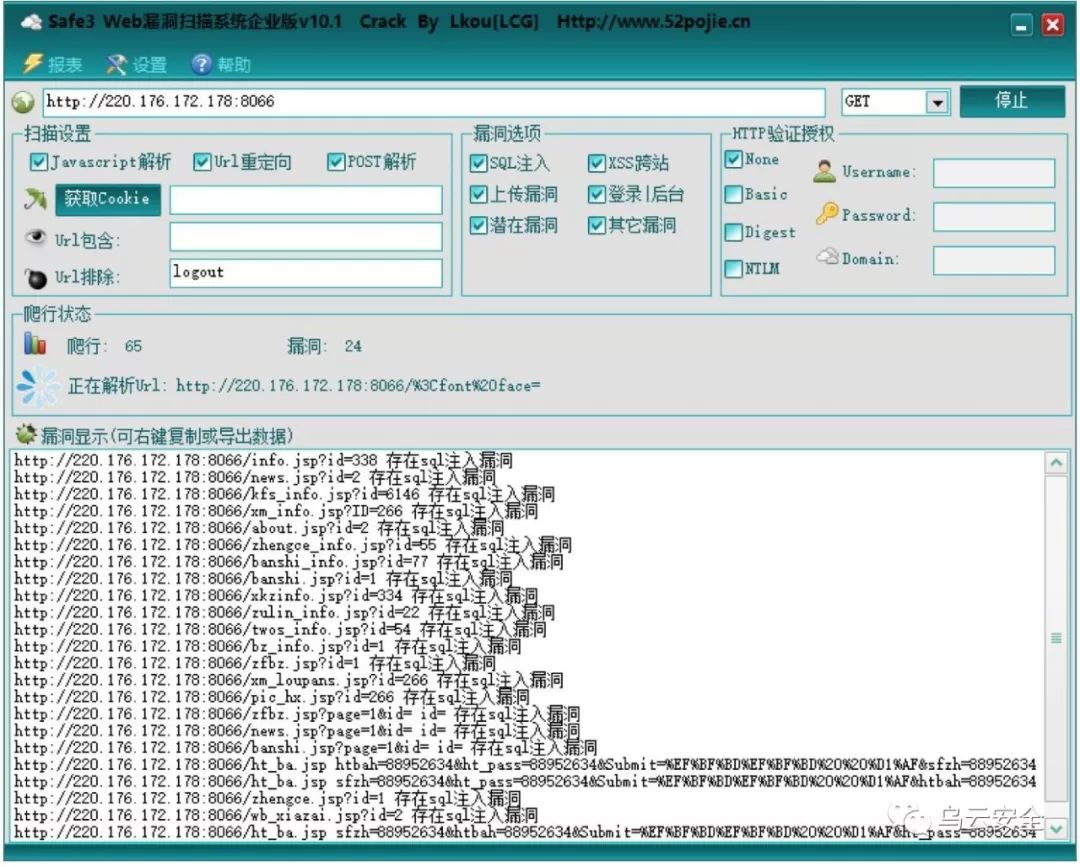 Safe3 Web漏洞扫描系统企业版v10.1 Crack By Lkou[LCG] Http://www.52pojie.cn
报表 设置 帮助
http://220.176.172.178:8066 GET 停止
扫描设置
Javascript解析 Url重定向 POST解析
获取Cookie
Url包含:
Url排除: logout
漏洞选项
SQL注入 XSS跨站
上传漏洞 登录|后台
潜在漏洞 其它漏洞
HTTP验证授权
None
Basic
Digest
NTLM
Username:
Password:
Domain:
爬行状态
爬行: 65 漏洞: 24
正在解析Url: http://220.176.172.178:8066/%3Cfont%20face=
漏洞显示(可右键复制或导出数据)
http://220.176.172.178:8066/info.jsp?id=338 存在sql注入漏洞
http://220.176.172.178:8066/news.jsp?id=2 存在sql注入漏洞
http://220.176.172.178:8066/kfs_info.jsp?id=6146 存在sql注入漏洞
http://220.176.172.178:8066/xm_info.jsp?ID=266 存在sql注入漏洞
http://220.176.172.178:8066/about.jsp?id=2 存在sql注入漏洞
http://220.176.172.178:8066/zhengce_info.jsp?id=55 存在sql注入漏洞
http://220.176.172.178:8066/banshi_info.jsp?id=77 存在sql注入漏洞
http://220.176.172.178:8066/banshi.jsp?id=1 存在sql注入漏洞
http://220.176.172.178:8066/xkzinfo.jsp?id=334 存在sql注入漏洞
http://220.176.172.178:8066/zulin_info.jsp?id=22 存在sql注入漏洞
http://220.176.172.178:8066/twos_info.jsp?id=54 存在sql注入漏洞
http://220.176.172.178:8066/bz_info.jsp?id=1 存在sql注入漏洞
http://220.176.172.178:8066/zfbz.jsp?id=1 存在sql注入漏洞
http://220.176.172.178:8066/xm_loupans.jsp?id=266 存在sql注入漏洞
http://220.176.172.178:8066/pic_hx.jsp?id=266 存在sql注入漏洞
http://220.176.172.178:8066/zfbz.jsp?page=1&id= id= 存在sql注入漏洞
http://220.176.172.178:8066/news.jsp?page=1&id= id= 存在sql注入漏洞
http://220.176.172.178:8066/banshi.jsp?page=1&id= id= 存在sql注入漏洞
http://220.176.172.178:8066/ht_ba.jsp htbah=88952634&ht_pass=88952634&Submit=%EF%BF%BD%EF%BF%BD%20%20%D1%AF&sfzh=88952634
http://220.176.172.178:8066/ht_ba.jsp sfzh=88952634&ht_pass=88952634&Submit=%EF%BF%BD%EF%BF%BD%20%20%D1%AF&htbah=88952634
http://220.176.172.178:8066/zhengce.jsp?id=1 存在sql注入漏洞
http://220.176.172.178:8066/wb_xiazai.jsp?id=2 存在sql注入漏洞
http://220.176.172.178:8066/ht_ba.jsp sfzh=88952634&htbah=88952634&Submit=%EF%BF%BD%EF%BF%BD%20%20%D1%AF&ht_pass=88952634
乌云安全